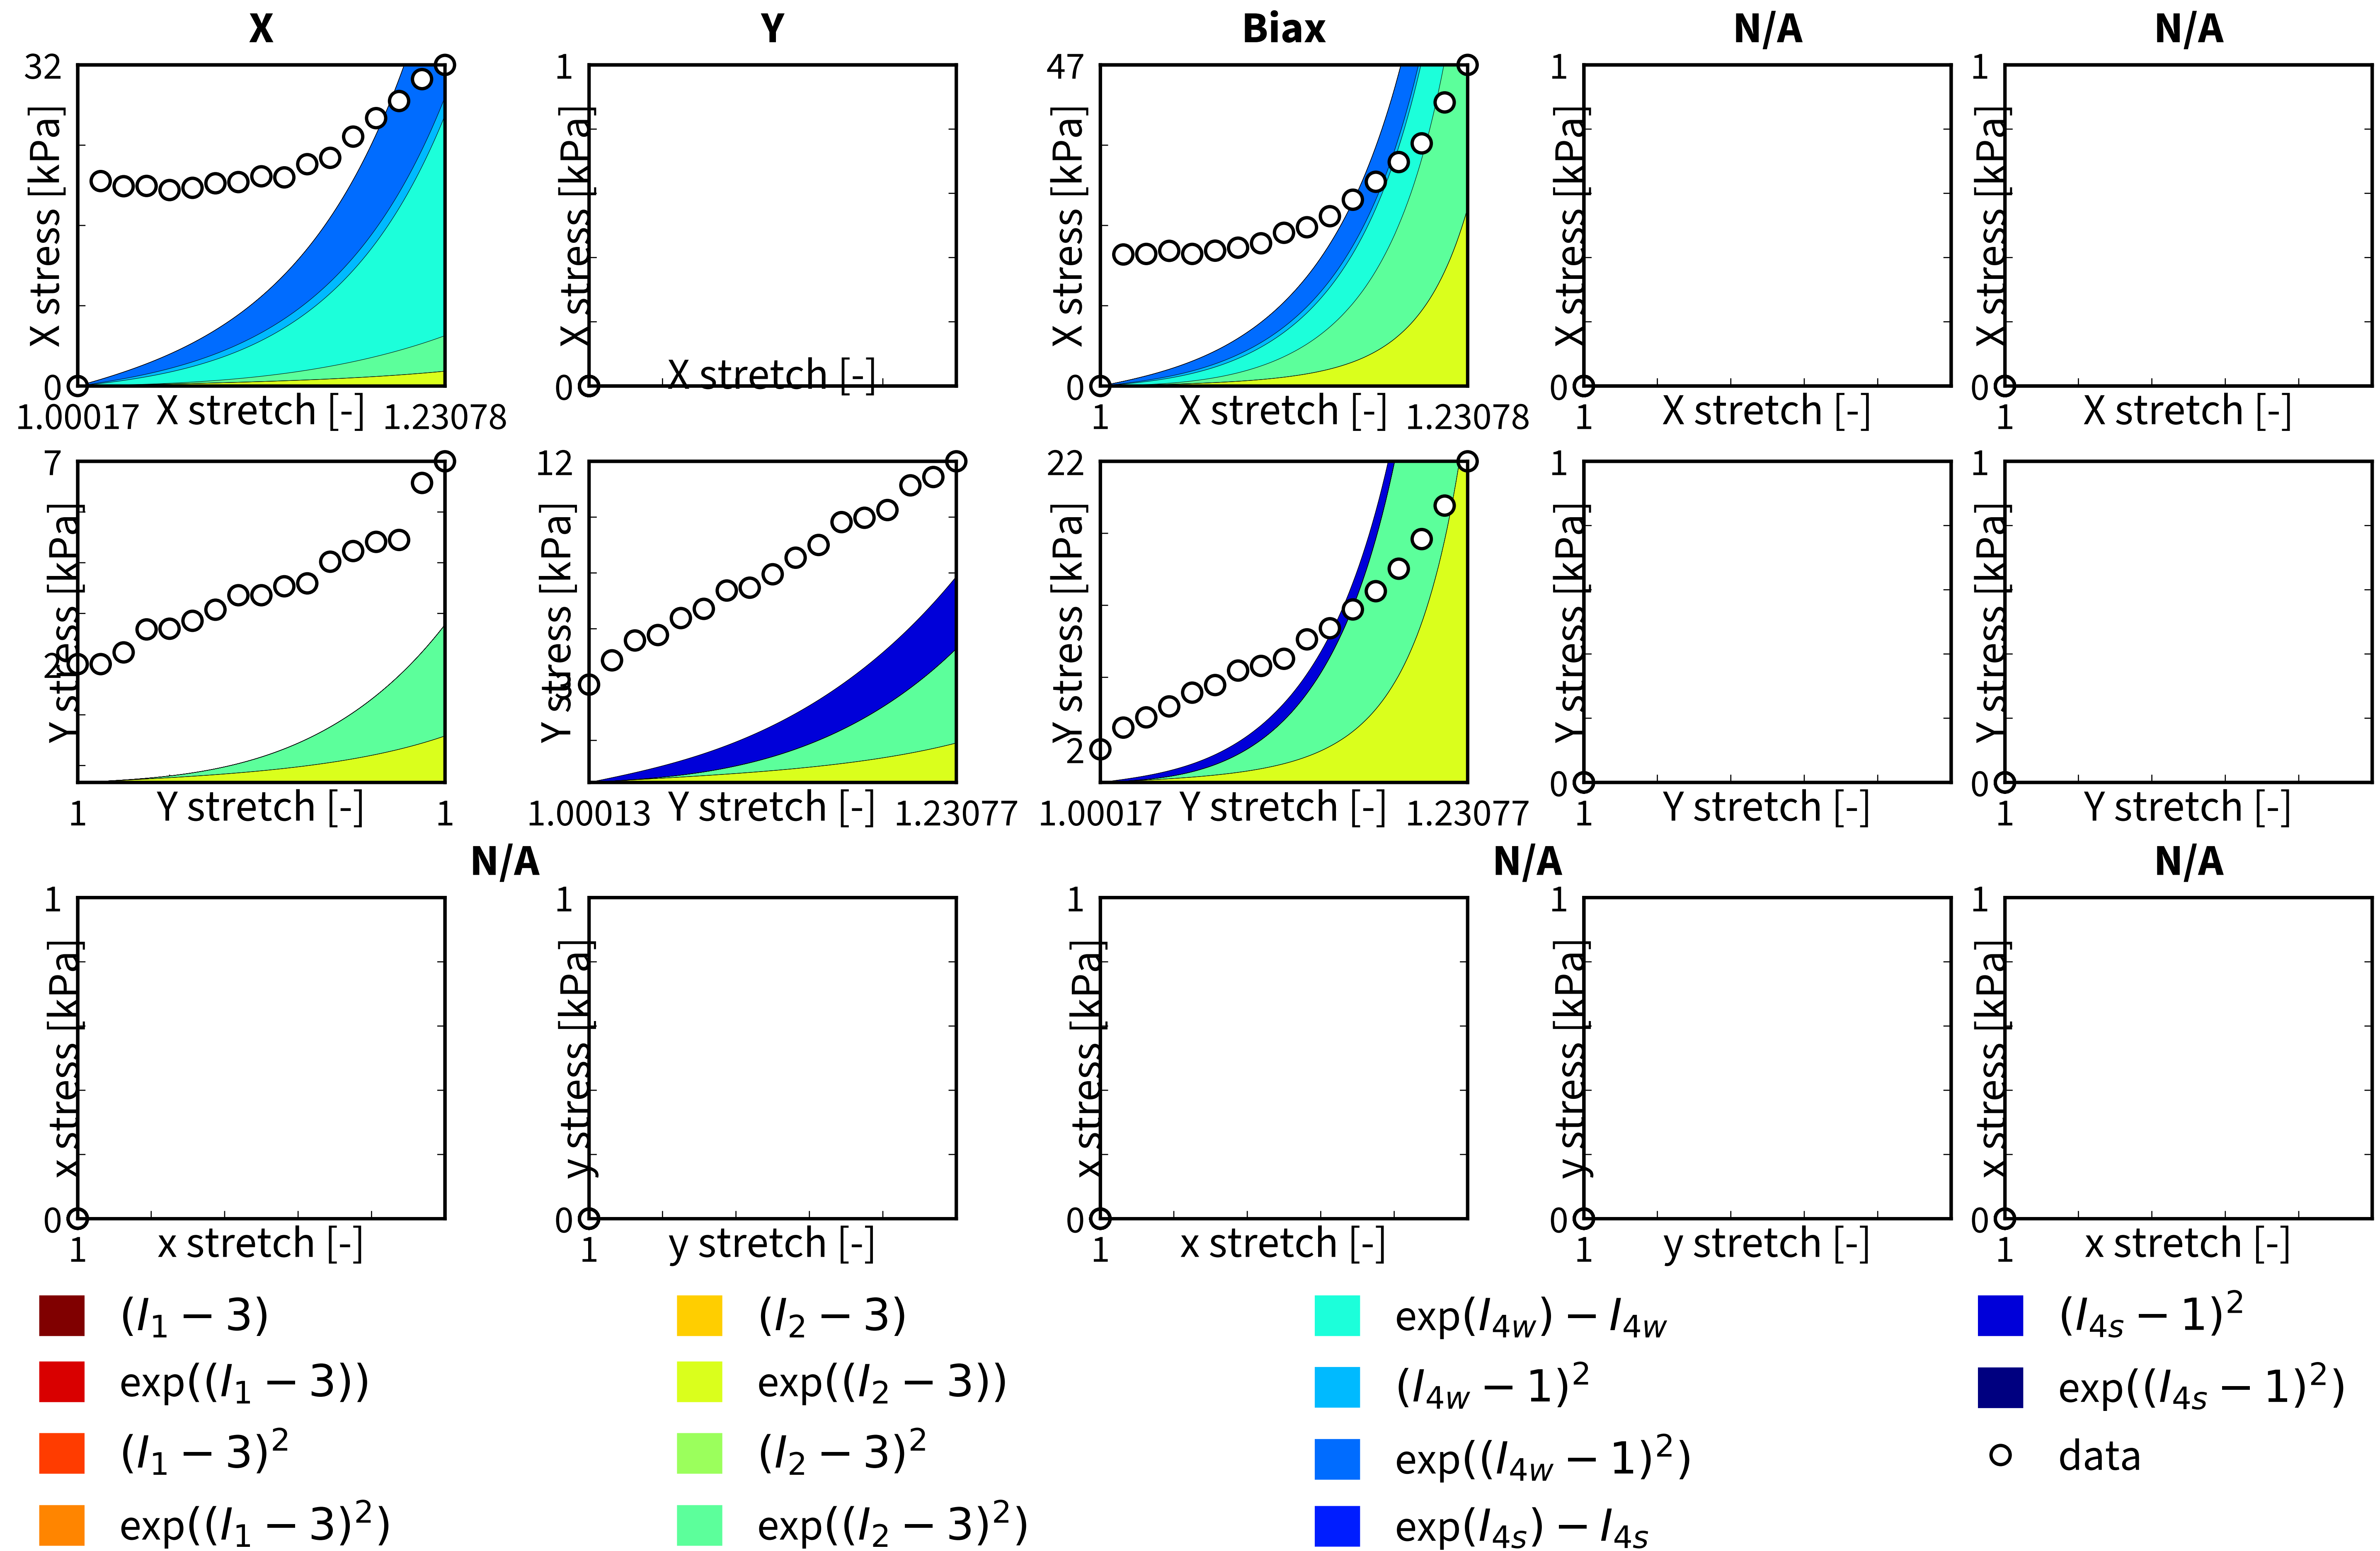 X Y Biax N/A N/A
32 1 47 1 1
X stress [kPa] X stress [kPa] X stress [kPa] X stress [kPa] X stress [kPa]
0 0 0 0 0
1.00017 X stretch [-] 1.23078 X stretch [-] 1 X stretch [-] 1.23078 1 X stretch [-] 1 X stretch [-]
7 12 22 1 1
Y stress [kPa] Y stress [kPa] Y stress [kPa] Y stress [kPa] Y stress [kPa]
2 2 0 0
1 Y stretch [-] 1 1.00013 Y stretch [-] 1.23077 1.00017 Y stretch [-] 1.23077 1 Y stretch [-] 1 Y stretch [-]
N/A N/A N/A
1 1 1 1 1
x stress [kPa] y stress [kPa] x stress [kPa] y stress [kPa] x stress [kPa]
0 0 0 0 0
1 x stretch [-] 1 y stretch [-] 1 x stretch [-] 1 y stretch [-] 1 x stretch [-]
(I₁ − 3) (I₂ − 3) exp(I₄w) − I₄w (I₄s − 1)²
exp((I₁ − 3)) exp((I₂ − 3)) (I₄w − 1)² exp((I₄s − 1)²)
(I₁ − 3)² (I₂ − 3)² exp((I₄w − 1)²) data
exp((I₁ − 3)²) exp((I₂ − 3)²) exp(I₄s) − I₄s